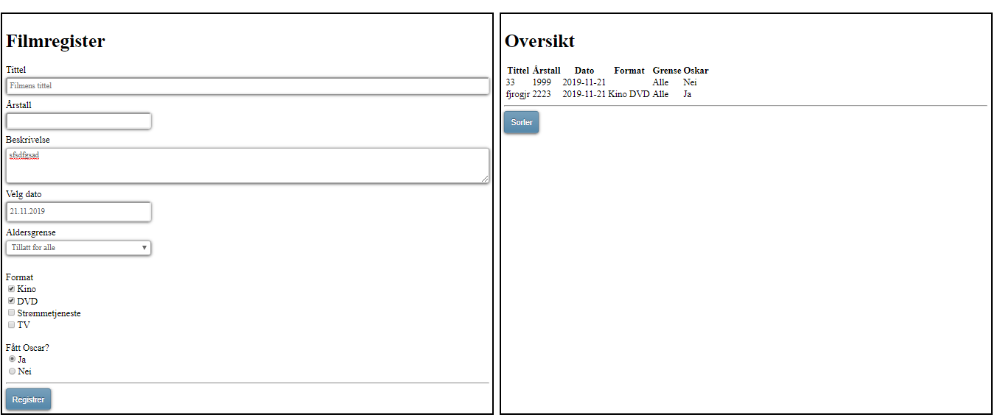 Filmregister
Tittel
Filmens tittel
Årstall
Beskrivelse
sfsdfgsad
Velg dato
21.11.2019
Aldersgrense
Tillatt for alle
Format
Kino
DVD
Strømmetjeneste
TV
Fått Oscar?
Ja
Nei
Registrer
Oversikt
Tittel Årstall Dato Format Grense Oskar
33 1999 2019-11-21 Alle Nei
fjrogjr 2223 2019-11-21 Kino DVD Alle Ja
Sorter